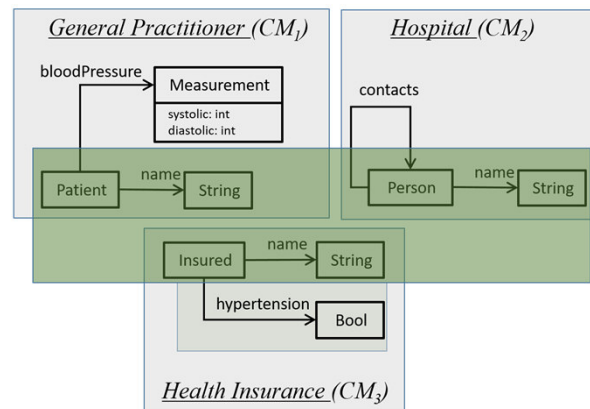 General Practitioner (CM1)
bloodPressure
Measurement
systolic: int
diastolic: int
Patient
name
String
Hospital (CM2)
contacts
Person
name
String
Insured
name
String
hypertension
Bool
Health Insurance (CM3)